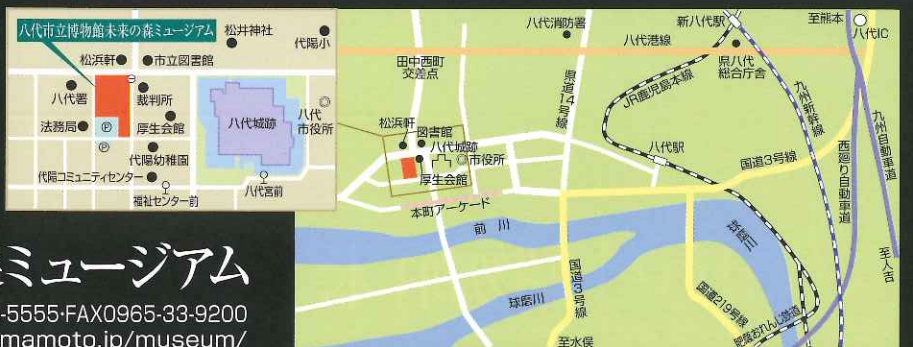 八代市立博物館未来の森ミュージアム
松井神社
代陽小
松浜軒
市立図書館
八代署
裁判所
法務局
P
厚生会館
P
代陽幼稚園
代陽コミュニティセンター
福祉センター前
八代城跡
八代市役所
八代宮前
ミュージアム
-5555・FAX0965-33-9200
mamoto.jp/museum/
八代消防署
新八代駅
至熊本
八代IC
八代港線
田中西町
交差点
県道14号線
県八代
総合庁舎
JR鹿児島本線
九州新幹線
西廻り自動車道
九州自動車道
松浜軒
図書館
八代城跡
市役所
厚生会館
八代駅
国道3号線
本町アーケード
前川
球磨川
球磨川
国道3号線
国道219号線
肥薩おれんじ鉄道
至人吉
至水俣